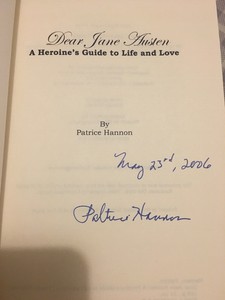 Dear Jane Austen
A Heroine's Guide to Life and Love
By
Patrice Hannon
May 23rd, 2006
Patrice Hannon